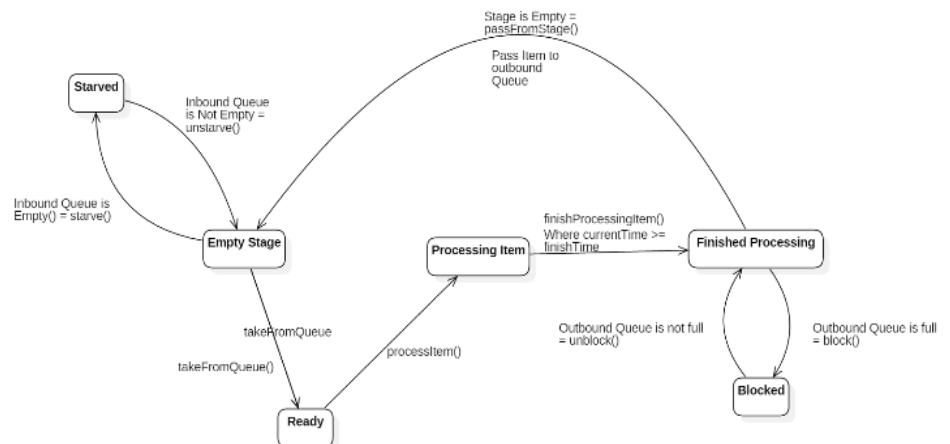 Stage is Empty =
passFromStage()
Pass Item to
outbound
Queue
Starved
Inbound Queue
is Not Empty =
unstarve()
Inbound Queue is
Empty() = starve()
Empty Stage
Processing Item
finishProcessingItem()
Where currentTime >=
finishTime
Finished Processing
takeFromQueue
takeFromQueue()
processItem()
Outbound Queue is not full
= unblock()
Outbound Queue is full
= block()
Blocked
Ready